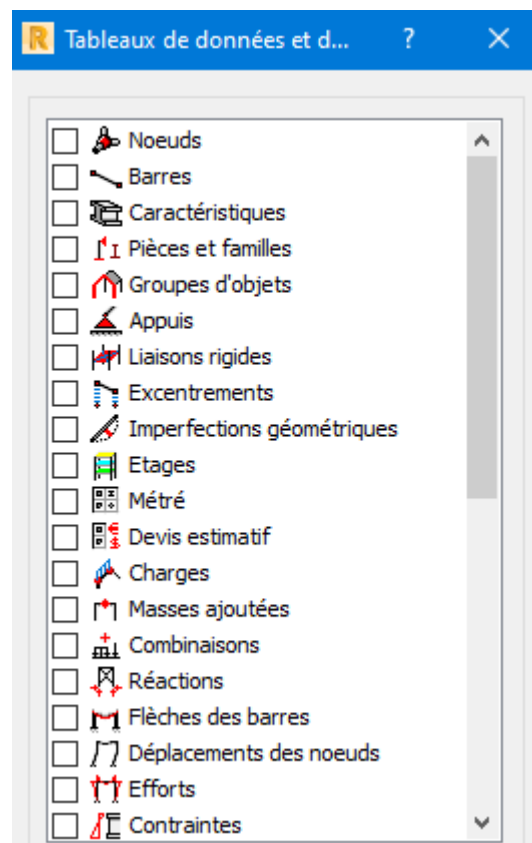 R Tableaux de données et d... ? ×
Noeuds
Barres
Caractéristiques
Pièces et familles
Groupes d'objets
Appuis
Liaisons rigides
Excentrements
Imperfections géométriques
Etages
Métré
Devis estimatif
Charges
Masses ajoutées
Combinaisons
Réactions
Flèches des barres
Déplacements des noeuds
Efforts
Contraintes